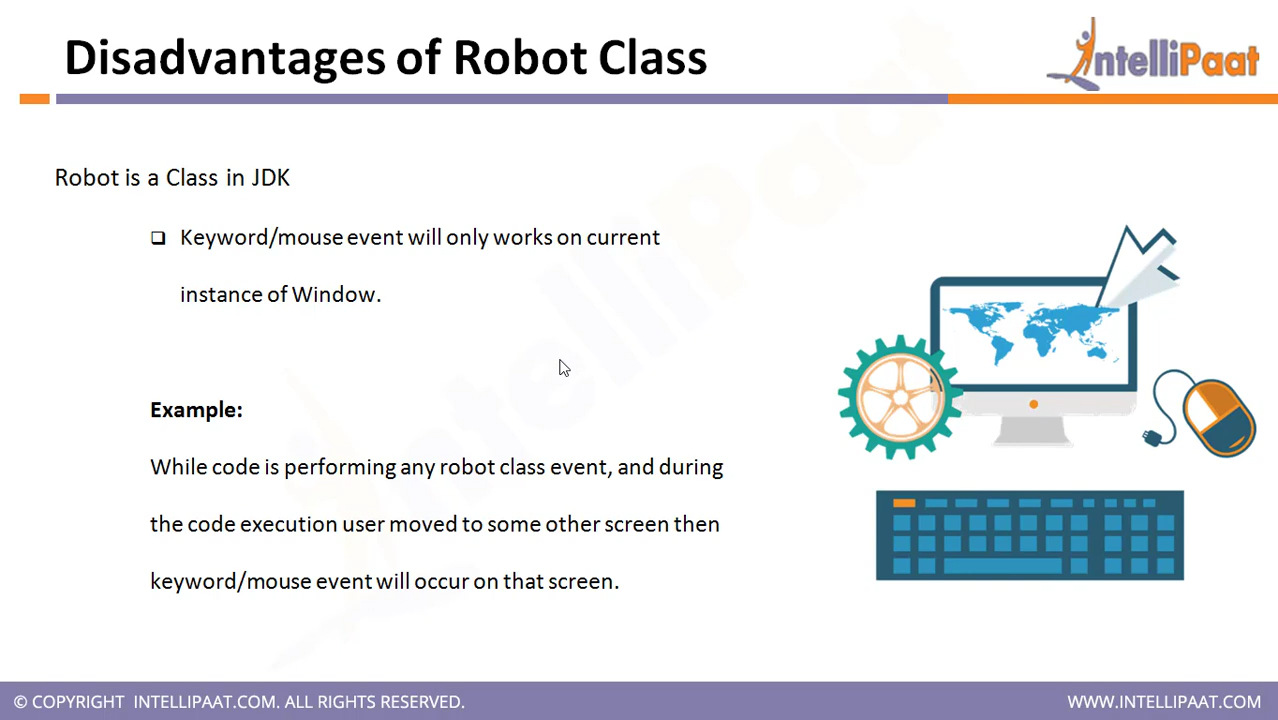 Disadvantages of Robot Class
IntelliPaat
Robot is a Class in JDK
Keyword/mouse event will only works on current
instance of Window.
Example:
While code is performing any robot class event, and during
the code execution user moved to some other screen then
keyword/mouse event will occur on that screen.
IntelliPaat
© COPYRIGHT INTELLIPAAT.COM. ALL RIGHTS RESERVED.
WWW.INTELLIPAAT.COM